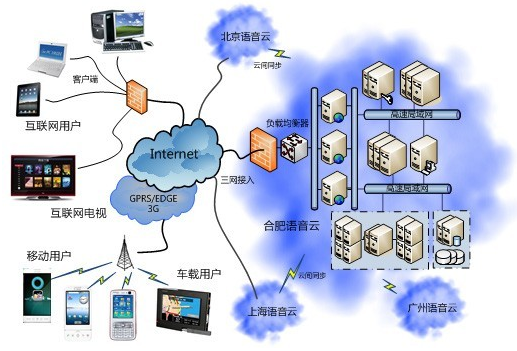 北京语音云
云间同步
客户端
互联网用户
负载均衡器
高速局域网
Internet
三网接入
高速局域网
GPRS/EDGE
3G
互联网电视
合肥语音云
移动用户
车载用户
云间同步
上海语音云
广州语音云